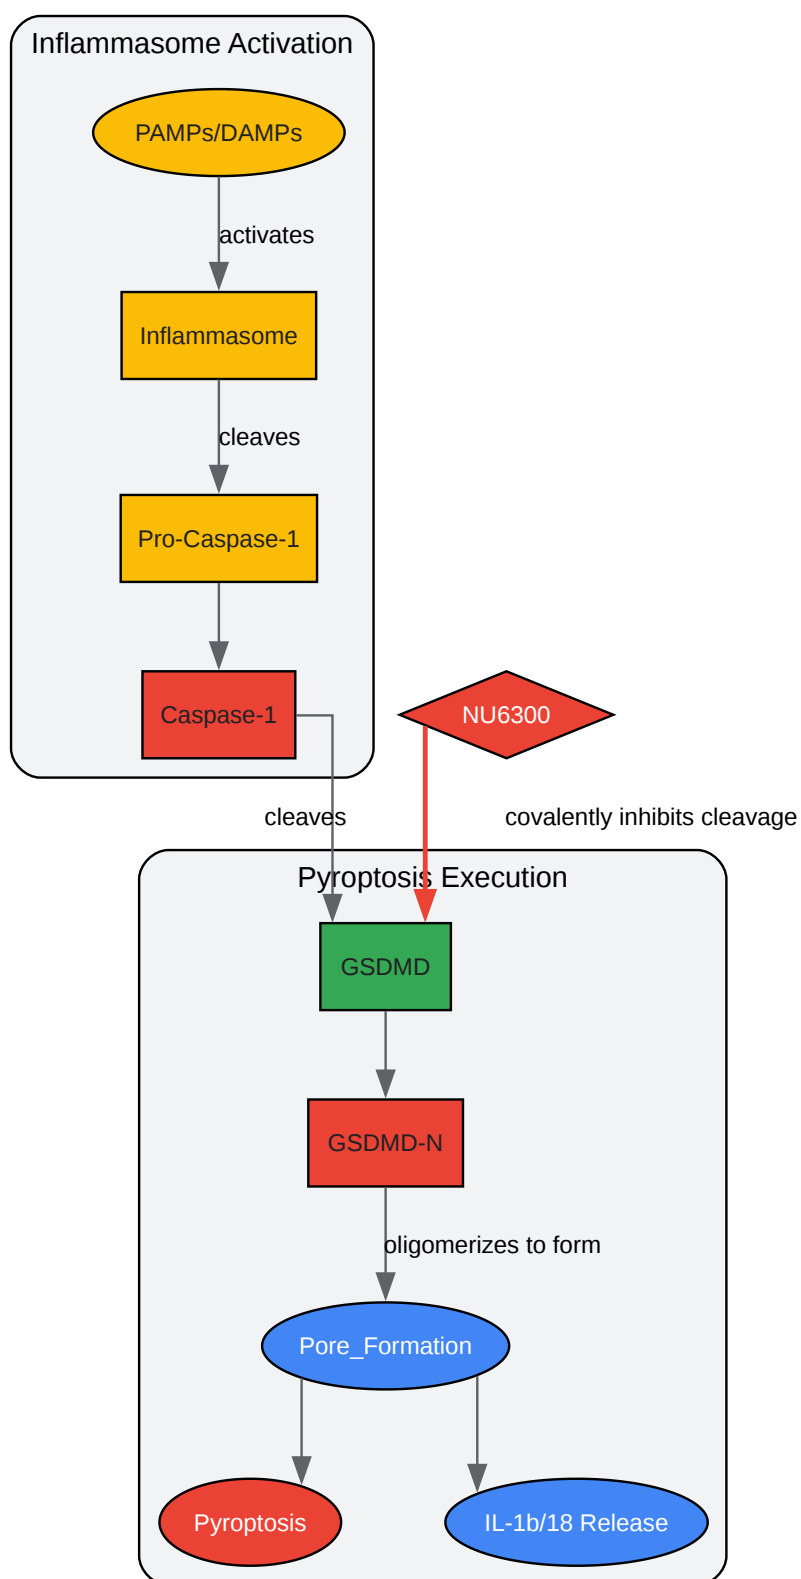 Inflammasome Activation
PAMPs/DAMPs
activates
Inflammasome
cleaves
Pro-Caspase-1
Caspase-1
NU6300
cleaves
covalently inhibits cleavage
Pyroptosis Execution
GSDMD
GSDMD-N
oligomerizes to form
Pore_Formation
Pyroptosis
IL-1b/18 Release